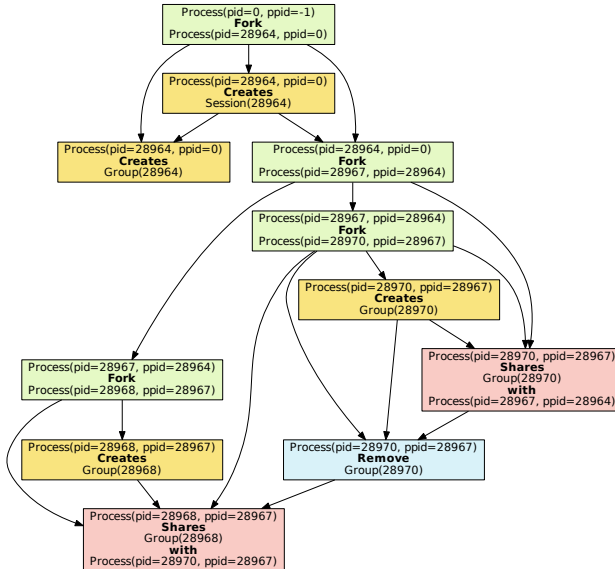 Process(pid=0, ppid=-1)
Fork
Process(pid=28964, ppid=0)
Process(pid=28964, ppid=0)
Creates
Session(28964)
Process(pid=28964, ppid=0)
Creates
Group(28964)
Process(pid=28964, ppid=0)
Fork
Process(pid=28967, ppid=28964)
Process(pid=28967, ppid=28964)
Fork
Process(pid=28970, ppid=28967)
Process(pid=28970, ppid=28967)
Creates
Group(28970)
Process(pid=28970, ppid=28967)
Shares
Group(28970)
with
Process(pid=28967, ppid=28964)
Process(pid=28967, ppid=28964)
Fork
Process(pid=28968, ppid=28967)
Process(pid=28968, ppid=28967)
Creates
Group(28968)
Process(pid=28970, ppid=28967)
Remove
Group(28970)
Process(pid=28968, ppid=28967)
Shares
Group(28968)
with
Process(pid=28970, ppid=28967)